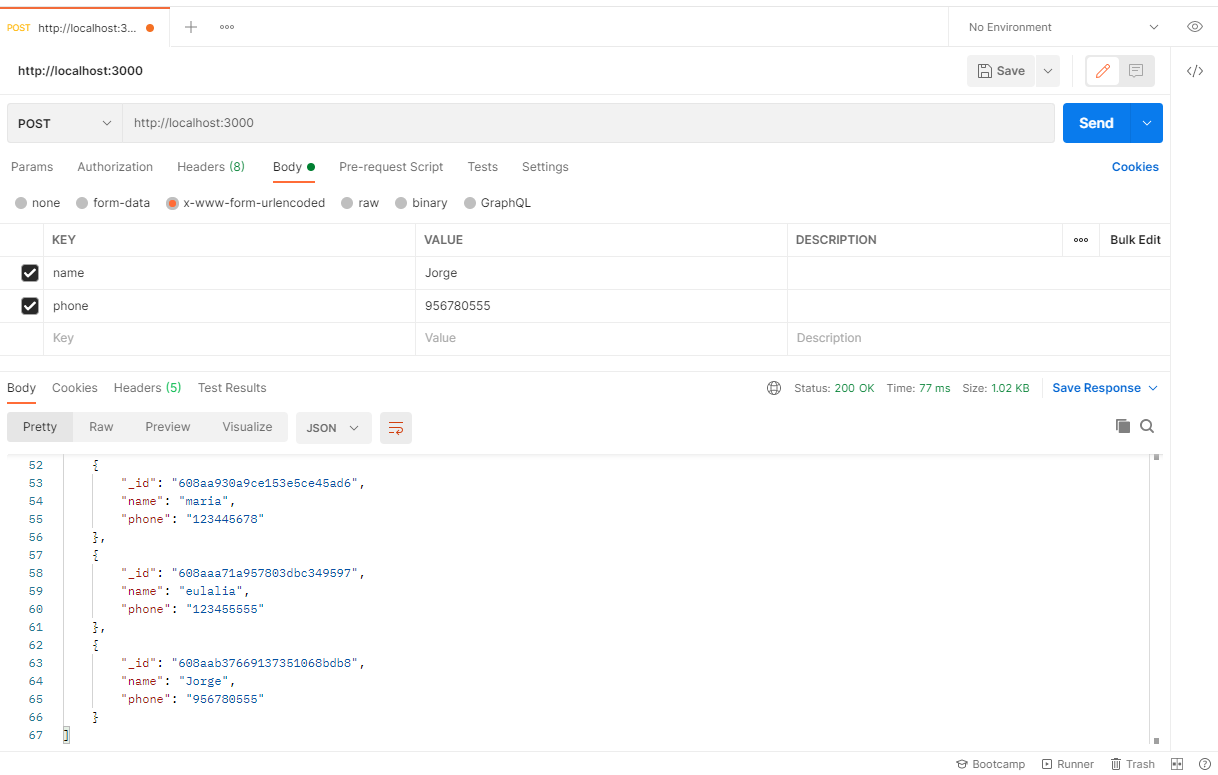 POST http://localhost:3... No Environment
http://localhost:3000 Save
POST http://localhost:3000 Send
Params Authorization Headers (8) Body Pre-request Script Tests Settings Cookies
none form-data x-www-form-urlencoded raw binary GraphQL
KEY VALUE DESCRIPTION Bulk Edit
name Jorge
phone 956780555
Key Value Description
Body Cookies Headers (5) Test Results Status: 200 OK Time: 77 ms Size: 1.02 KB Save Response
Pretty Raw Preview Visualize JSON
52 {
53 "_id": "608aa930a9ce153e5ce45ad6",
54 "name": "maria",
55 "phone": "123445678"
56 },
57 {
58 "_id": "608aaa71a957803dbc349597",
59 "name": "eulalia",
60 "phone": "123455555"
61 },
62 {
63 "_id": "608aab37669137351068bdb8",
64 "name": "Jorge",
65 "phone": "956780555"
66 }
67 ]
Bootcamp Runner Trash